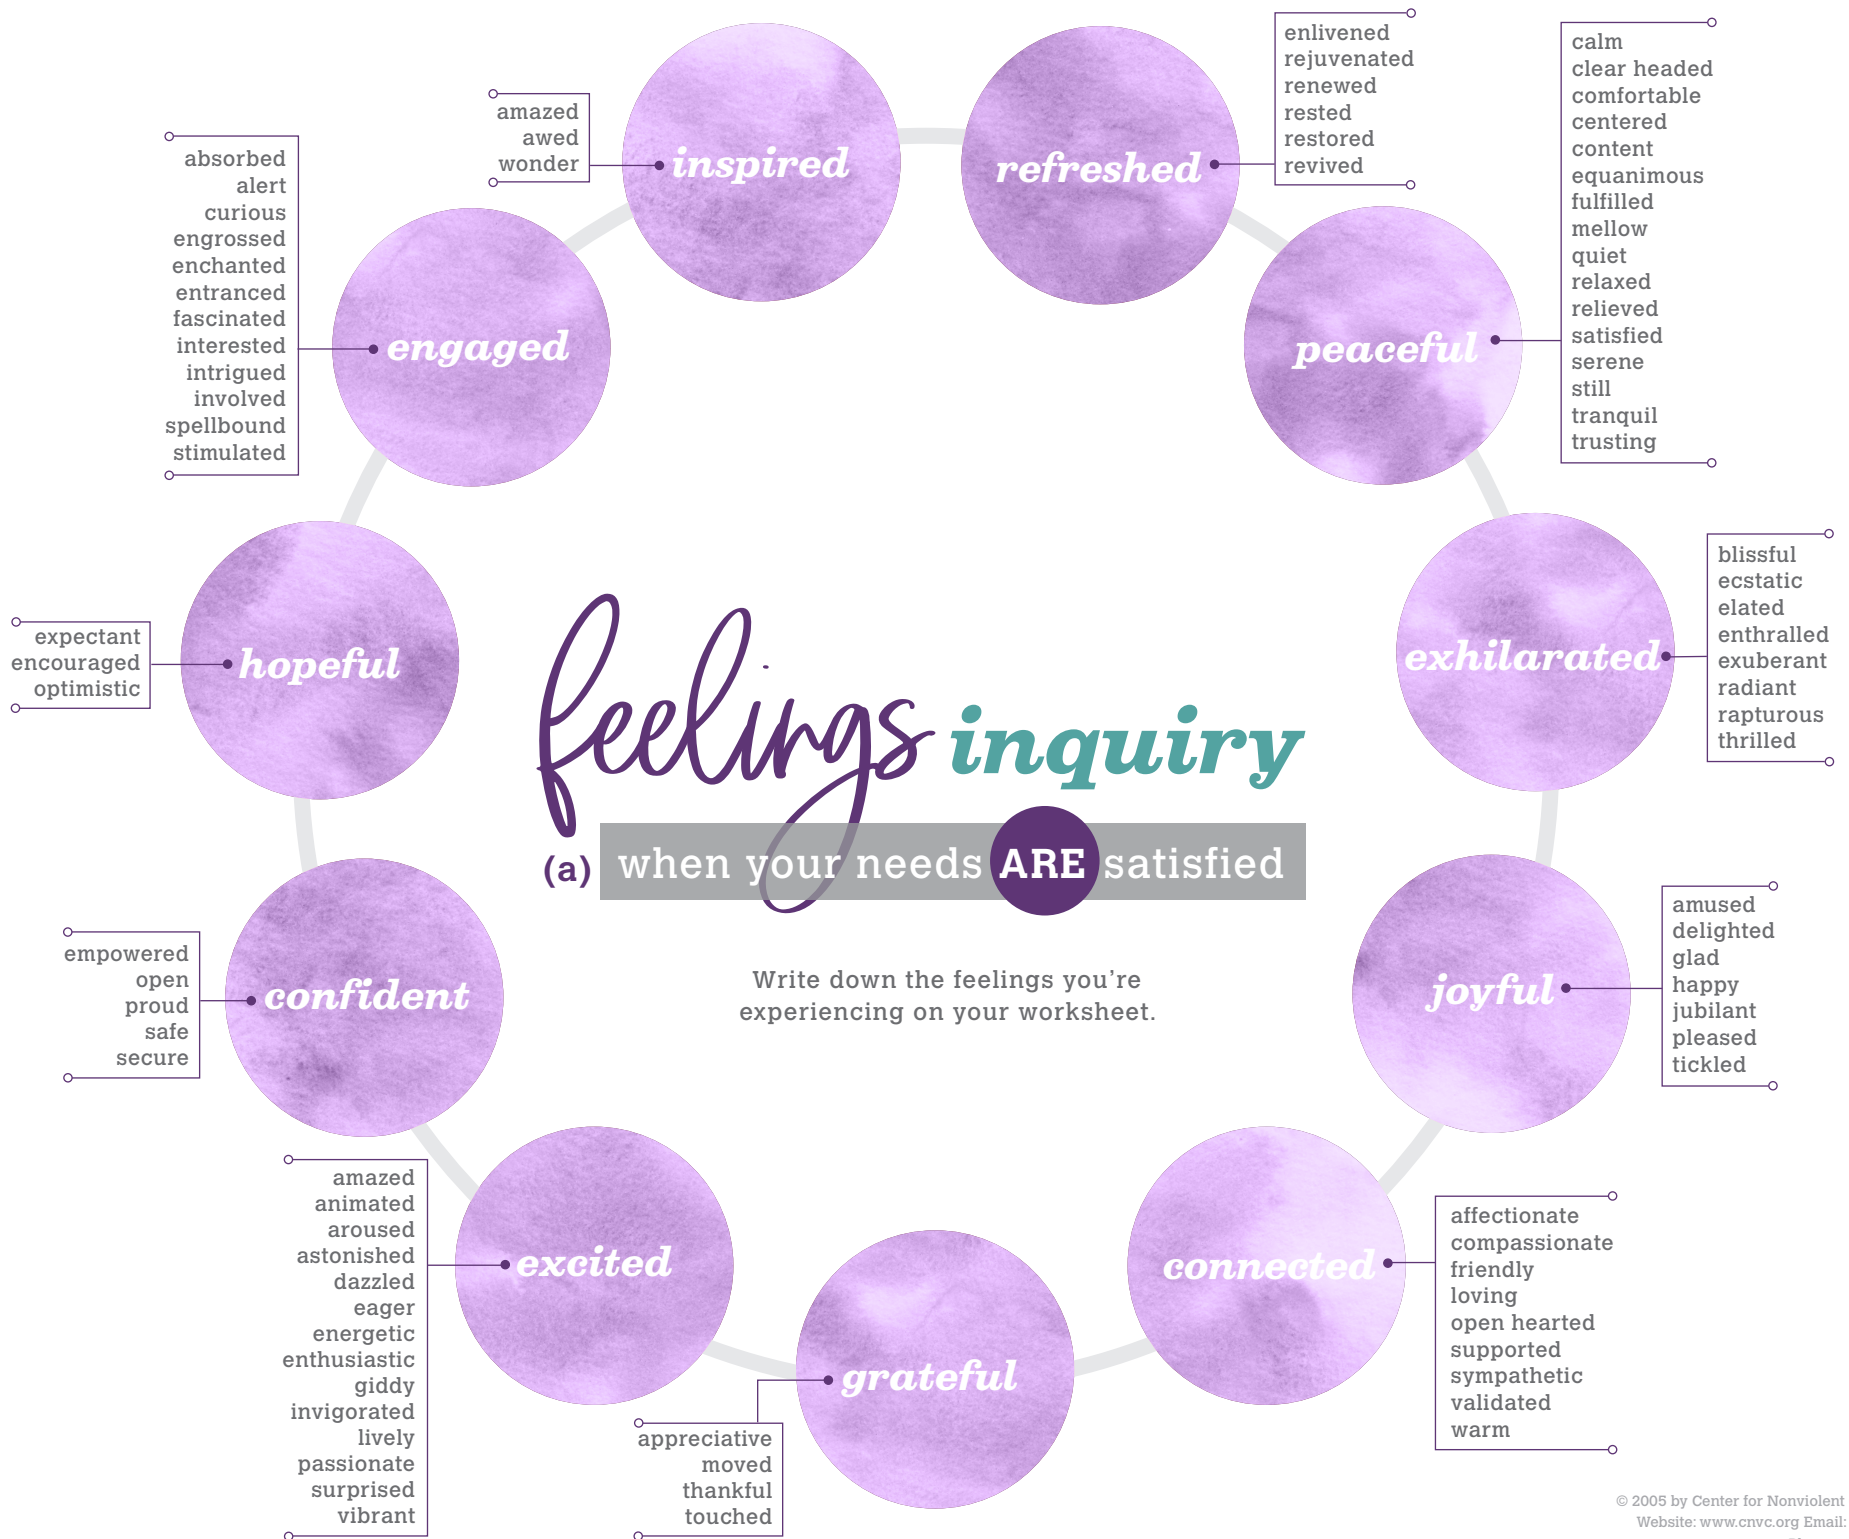 inspired
amazed
awed
wonder
refreshed
enlivened
rejuvenated
renewed
rested
restored
revived
peaceful
calm
clear headed
comfortable
centered
content
equanimous
fulfilled
mellow
quiet
relaxed
relieved
satisfied
serene
still
tranquil
trusting
exhilarated
blissful
ecstatic
elated
enthralled
exuberant
radiant
rapturous
thrilled
joyful
amused
delighted
glad
happy
jubilant
pleased
tickled
connected
affectionate
compassionate
friendly
loving
open hearted
supported
sympathetic
validated
warm
grateful
appreciative
moved
thankful
touched
excited
amazed
animated
aroused
astonished
dazzled
eager
energetic
enthusiastic
giddy
invigorated
lively
passionate
surprised
vibrant
confident
empowered
open
proud
safe
secure
hopeful
expectant
encouraged
optimistic
engaged
absorbed
alert
curious
engrossed
enchanted
entranced
fascinated
interested
intrigued
involved
spellbound
stimulated
feelings inquiry
(a) when your needs ARE satisfied
Write down the feelings you're
experiencing on your worksheet.
© 2005 by Center for Nonviolent
Website: www.cnvc.org Email: